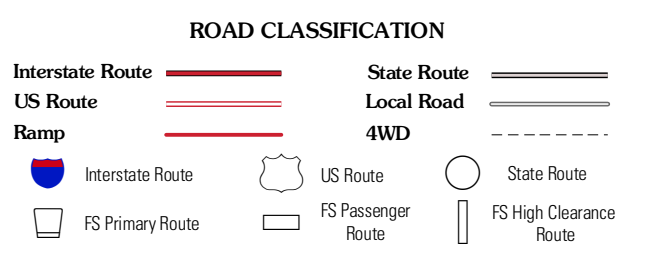 ROAD CLASSIFICATION
Interstate Route
State Route
US Route
Local Road
Ramp
4WD
Interstate Route
US Route
State Route
FS Primary Route
FS Passenger
Route
FS High Clearance
Route